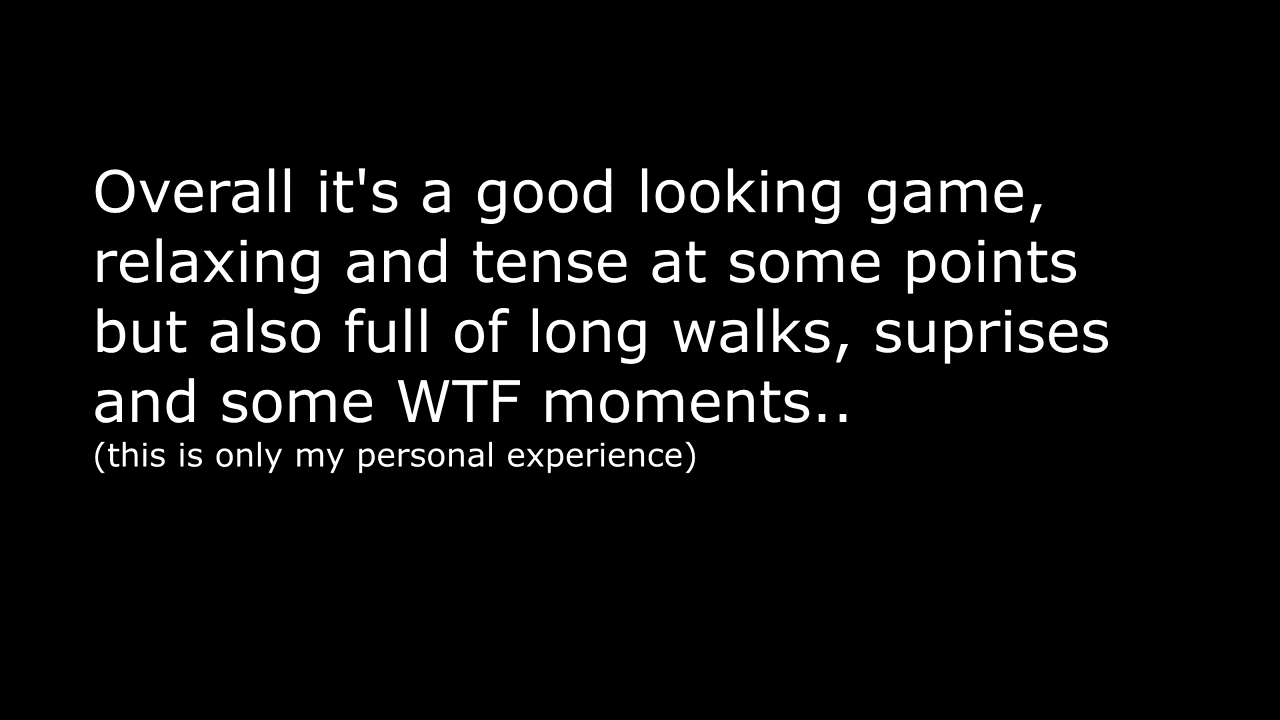 Overall it's a good looking game,
relaxing and tense at some points
but also full of long walks, suprises
and some WTF moments..
(this is only my personal experience)